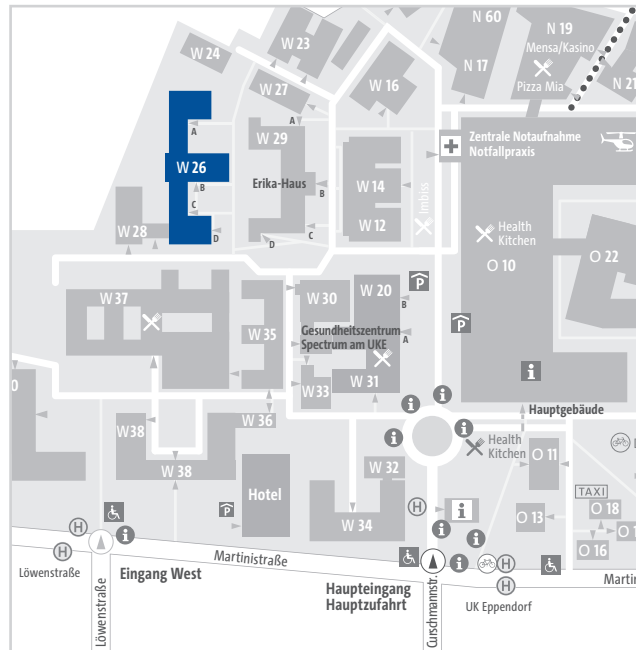 N 60
N 19
Mensa/Kasino
Pizza Mia
N 17
N 21
W 23
W 24
W 27
W 16
A
A
W 29
Zentrale Notaufnahme
Notfallpraxis
W 26
Erika-Haus
B
B
W 14
Imbiss
C
C
D
D
W 12
W 28
Health
Kitchen
O 10
O 22
W 37
W 30
W 20
B
P
W 35
Gesundheitszentrum
Spectrum am UKE
A
P
W 33
W 31
i
i
i
i
i
Hauptgebäude
W 38
W 36
W 38
Health
Kitchen
O 11
W 32
Hotel
P
H
i
TAXI
O 18
O 13
O 16
W 34
H
i
i
i
H
Löwenstraße
H
Eingang West
Martinistraße
Haupteingang
Hauptzufahrt
H
H
UK Eppendorf
Löwenstraße
Curschmannstr.